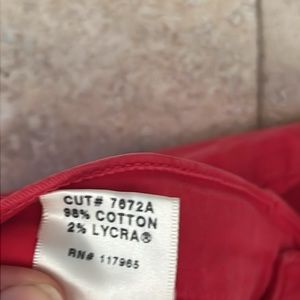 CUT# 7672A
98% COTTON
2% LYCRA®
RN# 117965